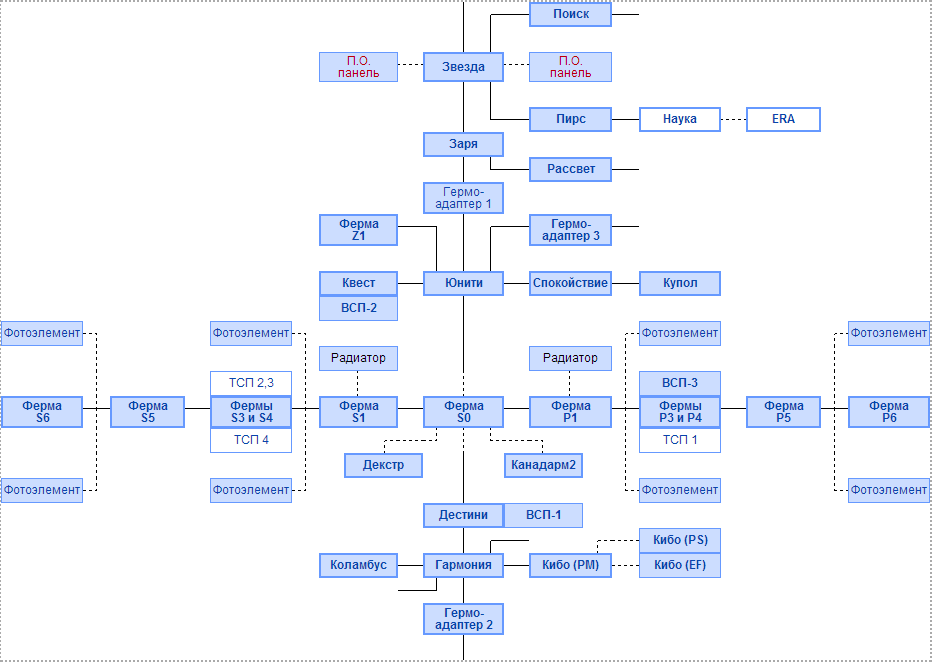 Поиск
П.О.
панель
Звезда
П.О.
панель
Пирс
Наука
ERA
Заря
Рассвет
Гермо-
адаптер 1
Ферма
Z1
Гермо-
адаптер 3
Квест
Юнити
Спокойствие
Купол
ВСП-2
Фотоэлемент
Фотоэлемент
Фотоэлемент
Фотоэлемент
Радиатор
Радиатор
ТСП 2,3
ВСП-3
Ферма
S6
Ферма
S5
Фермы
S3 и S4
Ферма
S1
Ферма
S0
Ферма
P1
Фермы
P3 и P4
Ферма
P5
Ферма
P6
ТСП 4
ТСП 1
Декстр
Канадарм2
Фотоэлемент
Фотоэлемент
Фотоэлемент
Фотоэлемент
Дестини
ВСП-1
Кибо (PS)
Коламбус
Гармония
Кибо (PM)
Кибо (EF)
Гермо-
адаптер 2